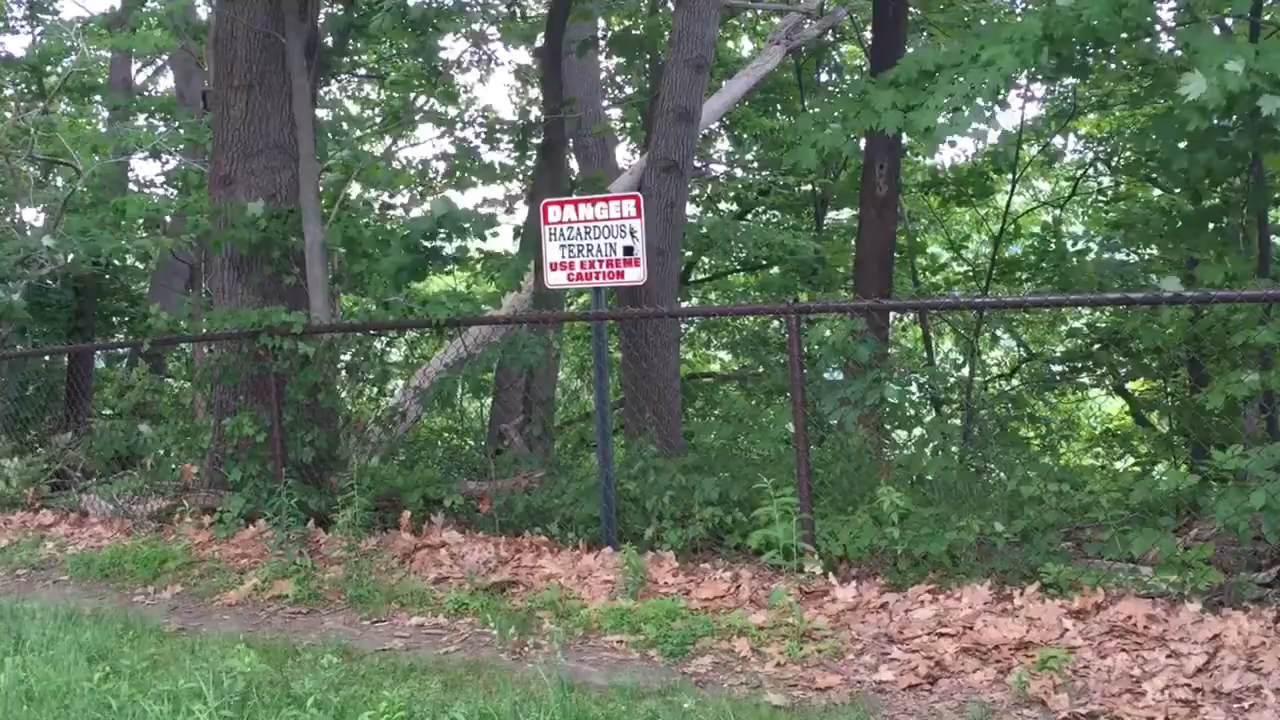 DANGER
HAZARDOUS
TERRAIN
USE EXTREME
CAUTION